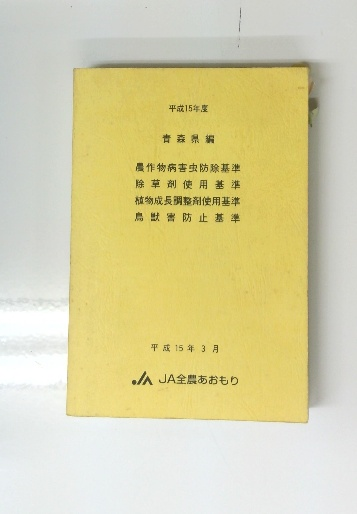 平成15年度
青森県編
農作物病害虫防除基準
除草剤使用基準
植物成長調整剤使用基準
鳥獣害防止基準
平成15年3月
JA JA全農あおもり